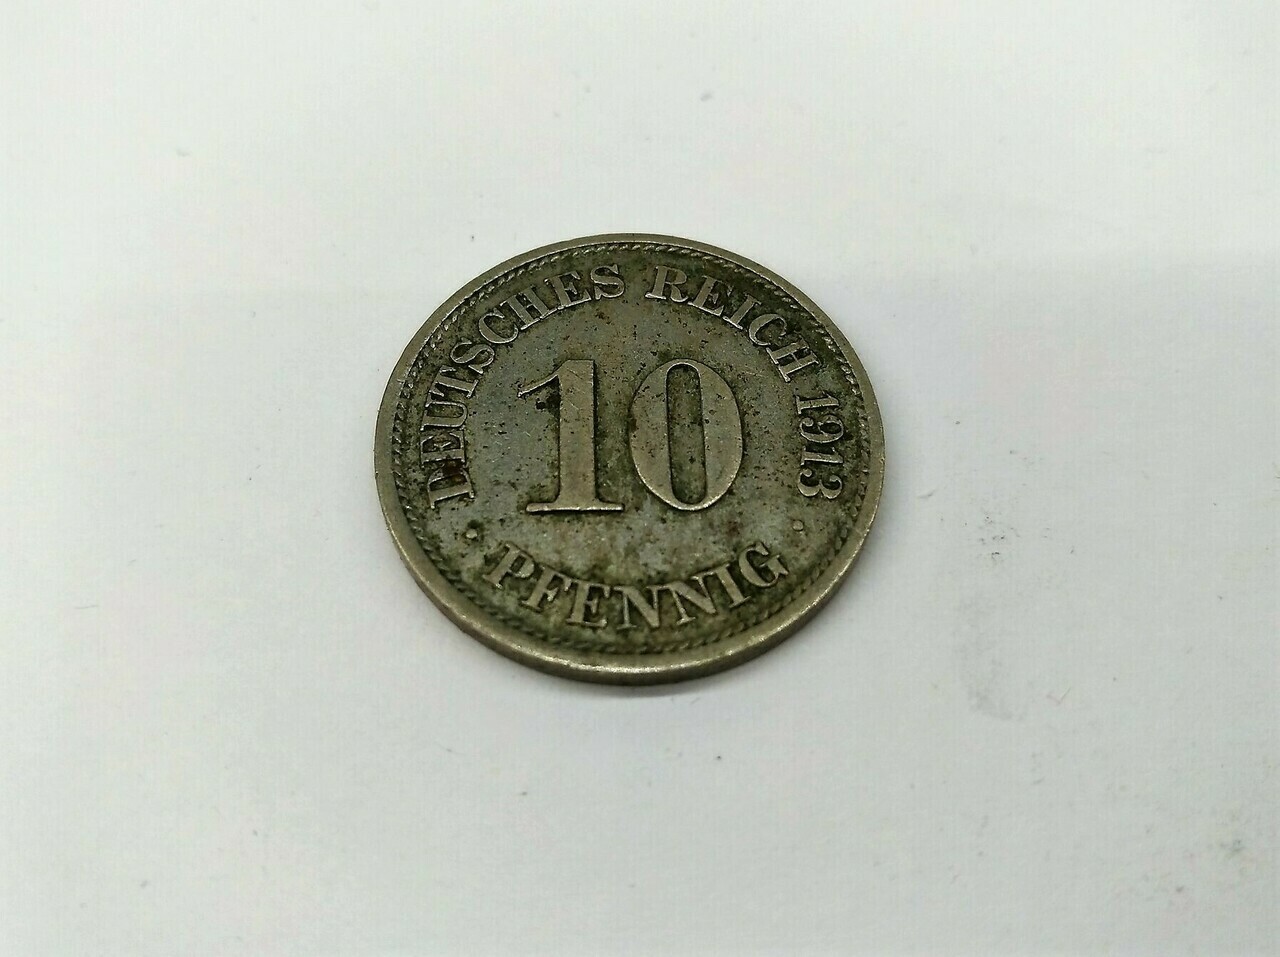 DEUTSCHES REICH 1913
10
· PFENNIG ·